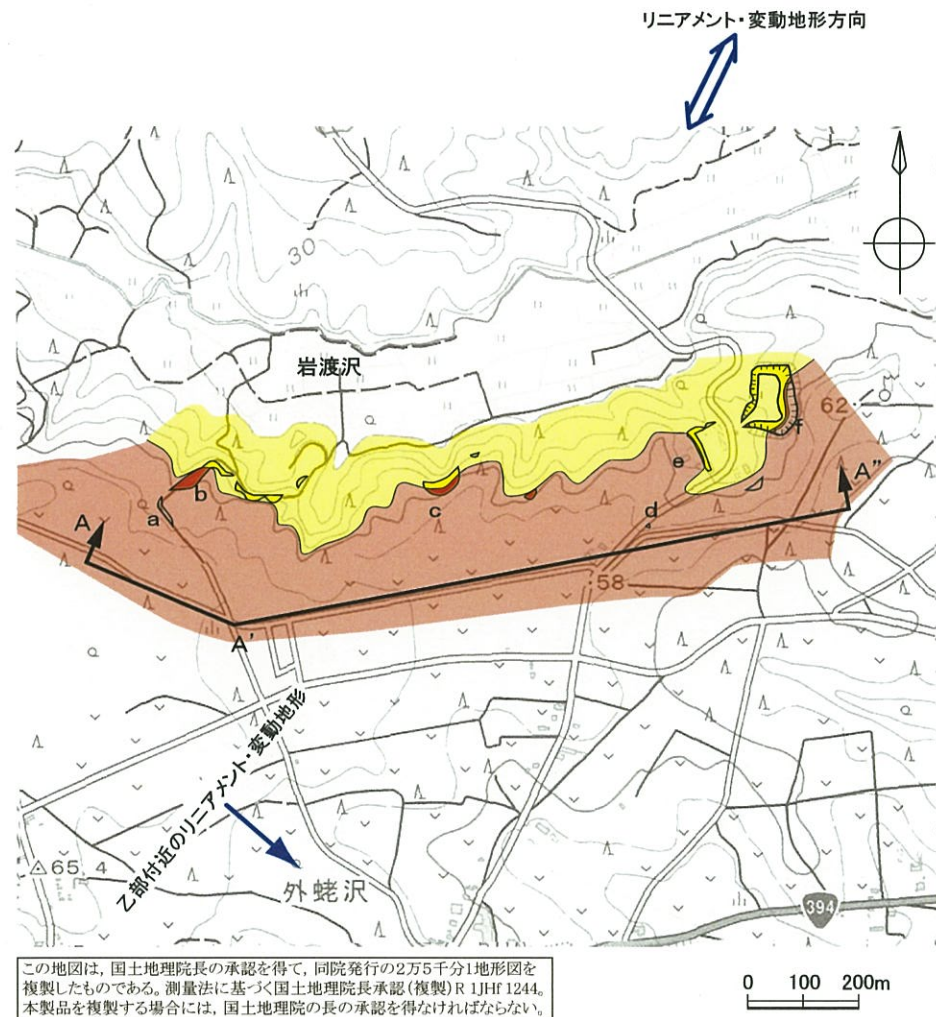 リニアメント・変動地形方向
30
岩渡沢
62
b
f
e
a
c
d
A
A"
58
A'
乙部付近のリニアメント・変動地形
65.4
外蛯沢
394
この地図は，国土地理院長の承認を得て，同院発行の2万5千分1地形図を
複製したものである。測量法に基づく国土地理院長承認（複製）R 1JHf 1244。
本製品を複製する場合には，国土地理院の長の承認を得なければならない。
0 100 200m